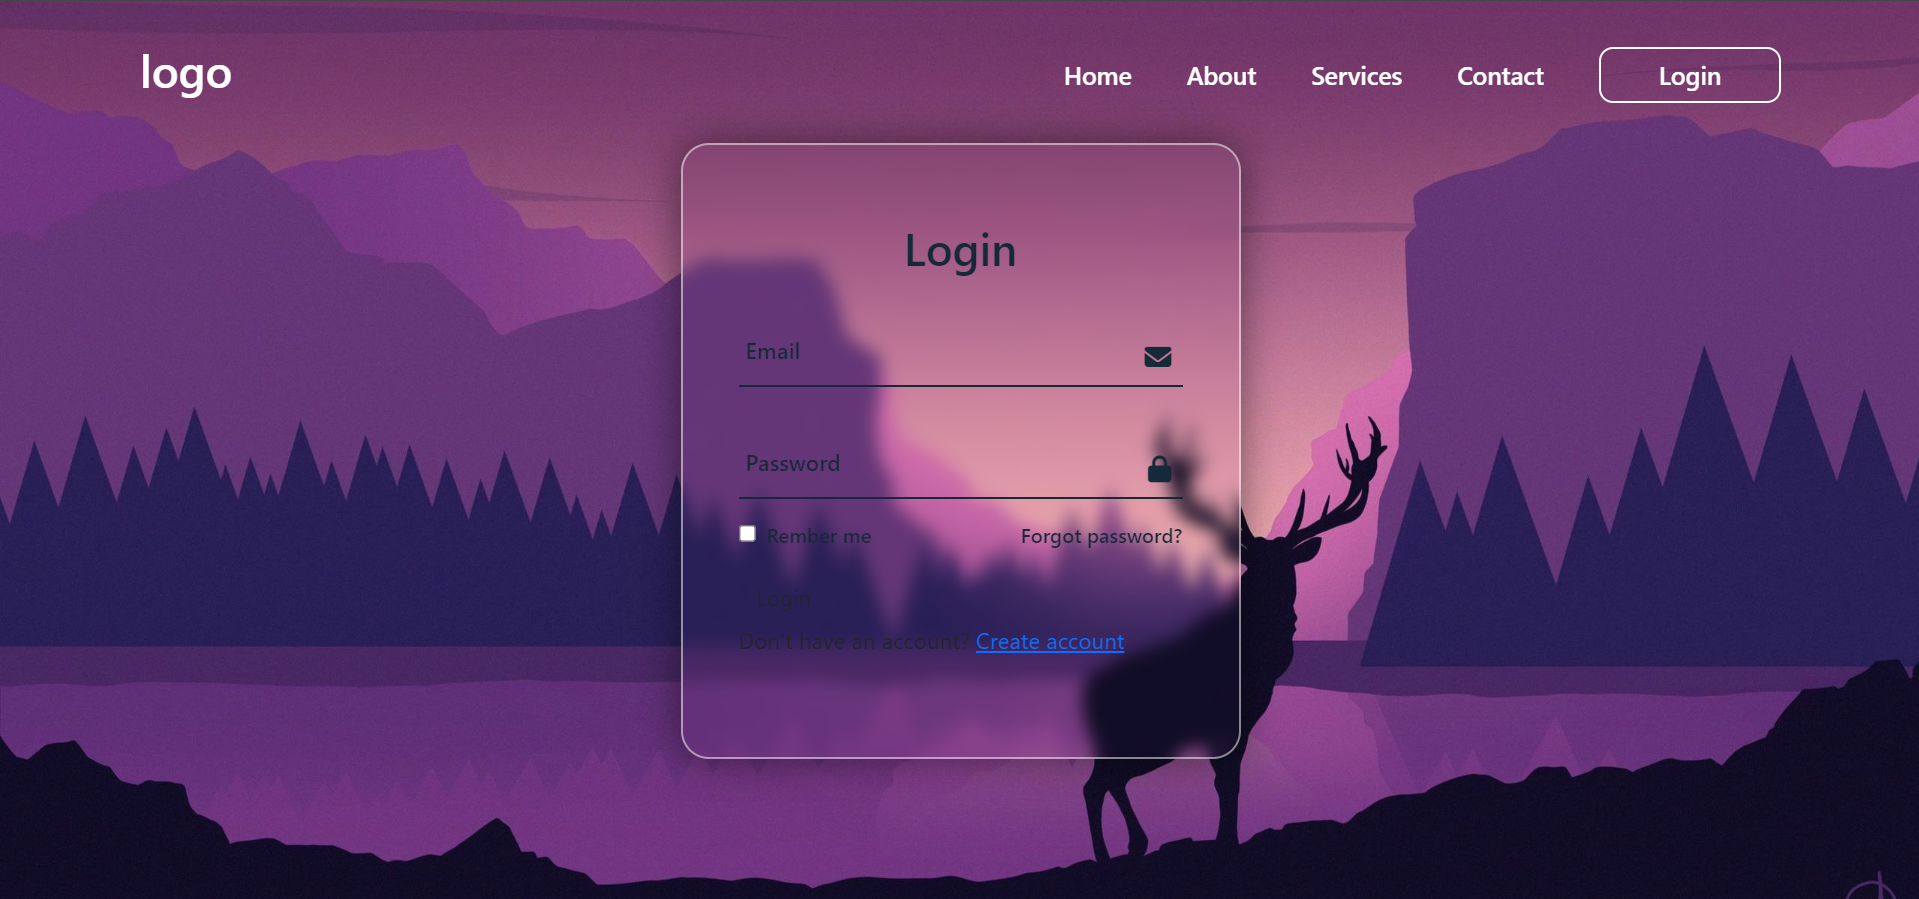 logo Home About Services Contact Login
Login
Email
Password
Rember me Forgot password?
Login
Don't have an account? Create account